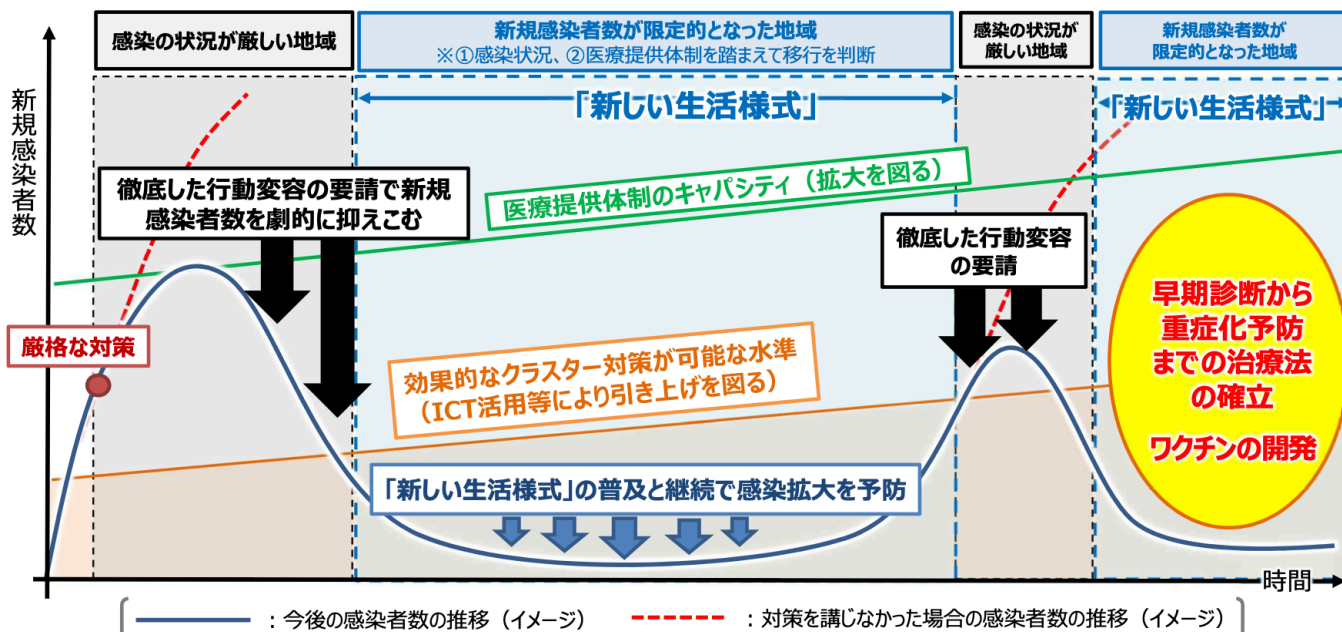 感染の状況が厳しい地域
新規感染者数が限定的となった地域
※①感染状況、②医療提供体制を踏まえて移行を判断
感染の状況が
厳しい地域
新規感染者数が
限定的となった地域
新規感染者数
「新しい生活様式」
「新しい生活様式」
医療提供体制のキャパシティ（拡大を図る）
徹底した行動変容の要請で新規
感染者数を劇的に抑えこむ
徹底した行動変容
の要請
厳格な対策
効果的なクラスター対策が可能な水準
（ICT活用等により引き上げを図る）
早期診断から
重症化予防
までの治療法
の確立
ワクチンの開発
「新しい生活様式」の普及と継続で感染拡大を予防
時間
：今後の感染者数の推移（イメージ）
：対策を講じなかった場合の感染者数の推移（イメージ）